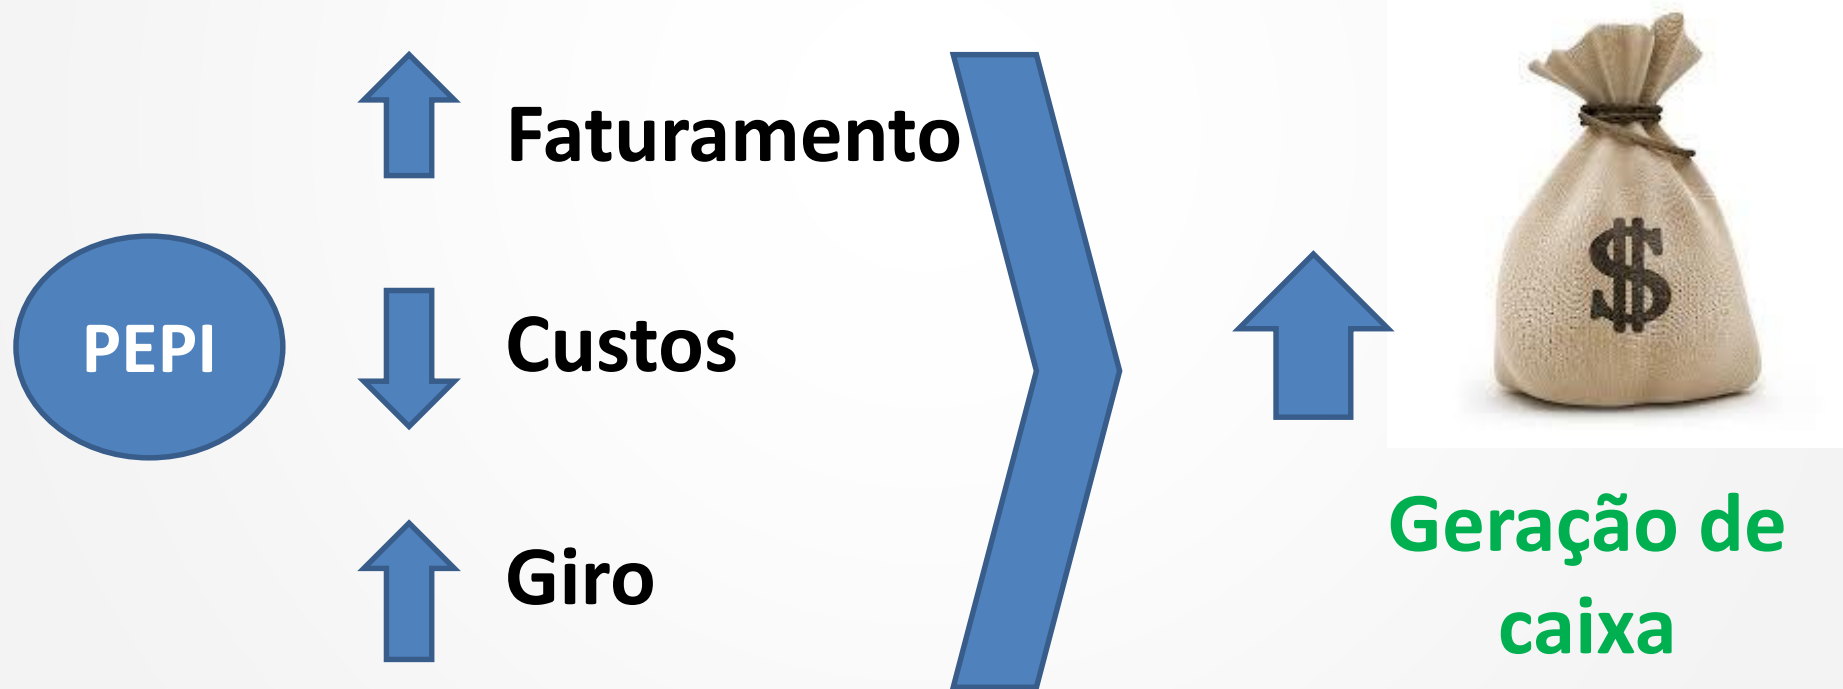 Faturamento
PEPI
Custos
Giro
$
Geração de
caixa